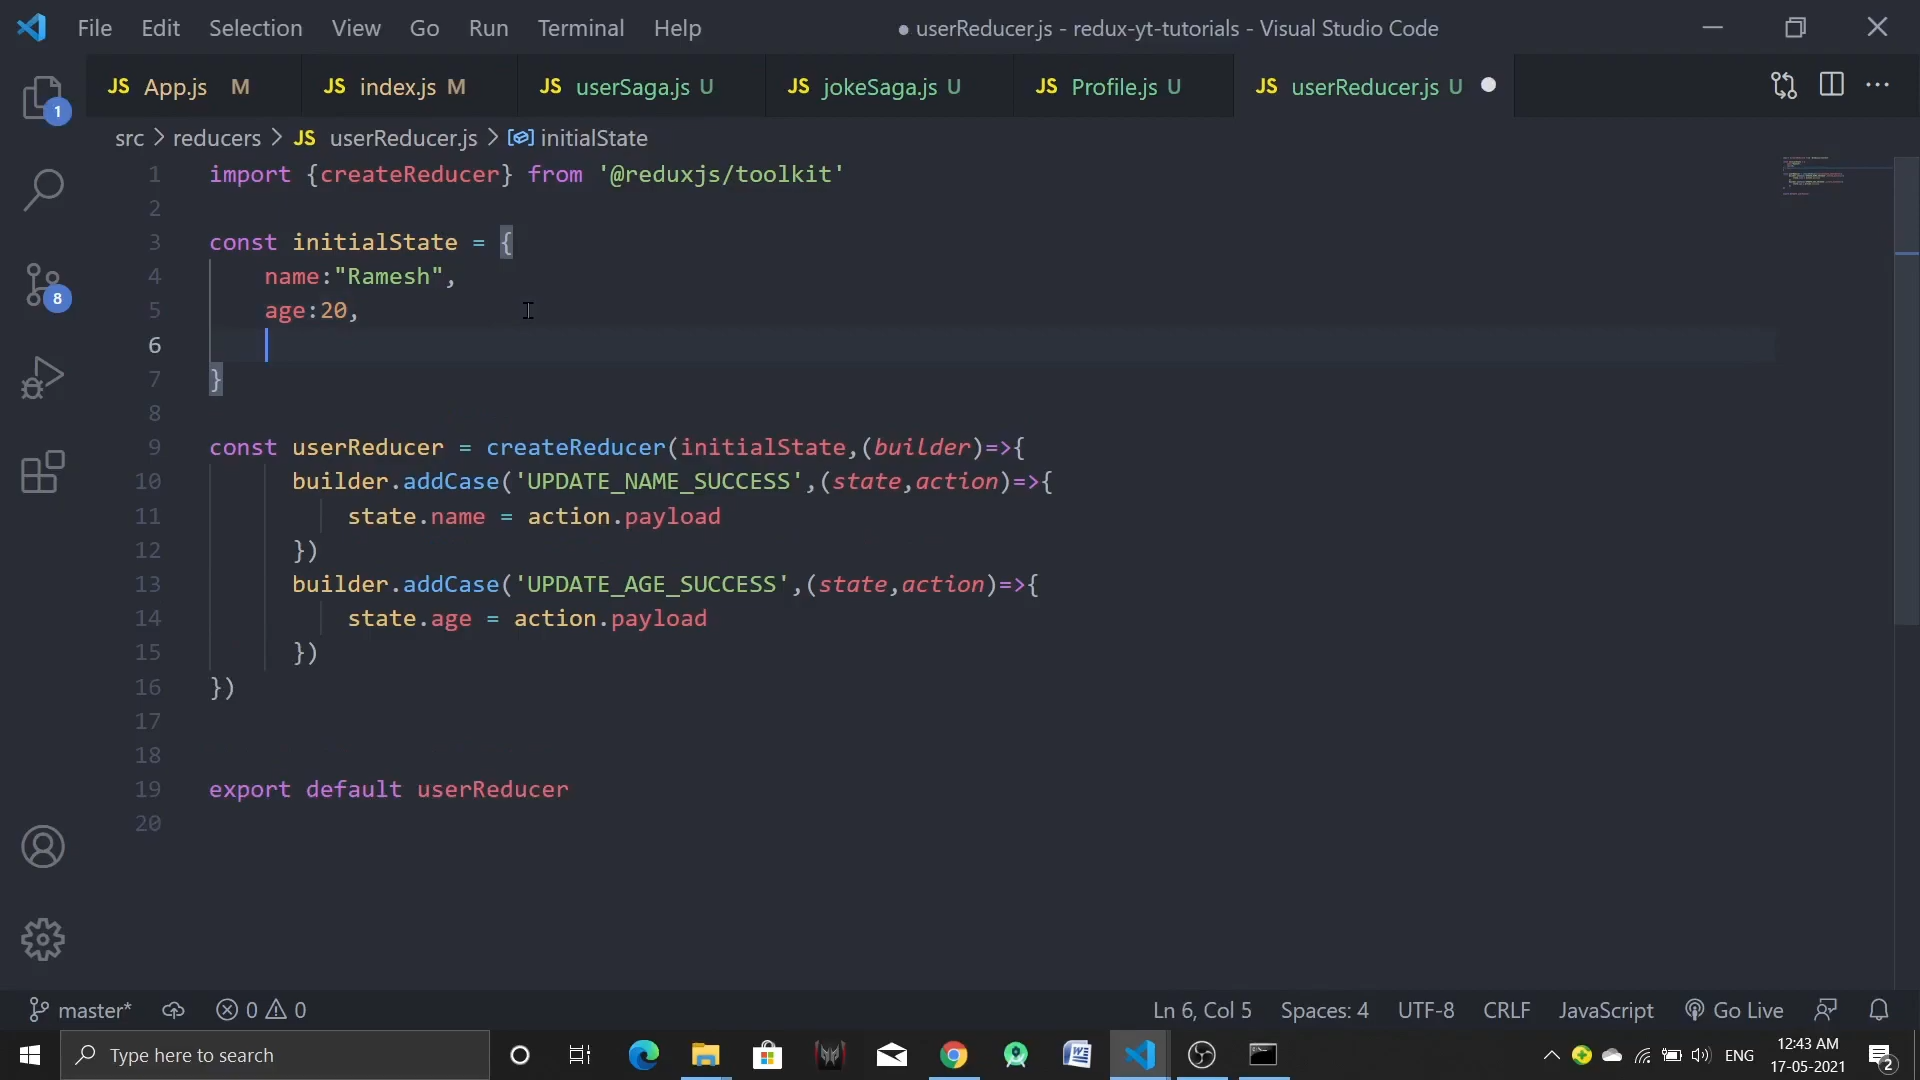 File Edit Selection View Go Run Terminal Help
● userReducer.js - redux-yt-tutorials - Visual Studio Code
JS App.js M JS index.js M JS userSaga.js U JS jokeSaga.js U JS Profile.js U JS userReducer.js U
src > reducers > JS userReducer.js > initialState
1 import {createReducer} from '@reduxjs/toolkit'
2
3 const initialState = {
4 name:"Ramesh",
5 age:20,
6
7 }
8
9 const userReducer = createReducer(initialState,(builder)=>{
10 builder.addCase('UPDATE_NAME_SUCCESS',(state,action)=>{
11 state.name = action.payload
12 })
13 builder.addCase('UPDATE_AGE_SUCCESS',(state,action)=>{
14 state.age = action.payload
15 })
16 })
17
18
19 export default userReducer
20
1
8
master* 0 0 Ln 6, Col 5 Spaces: 4 UTF-8 CRLF JavaScript Go Live
Type here to search ENG 12:43 AM
17-05-2021 2